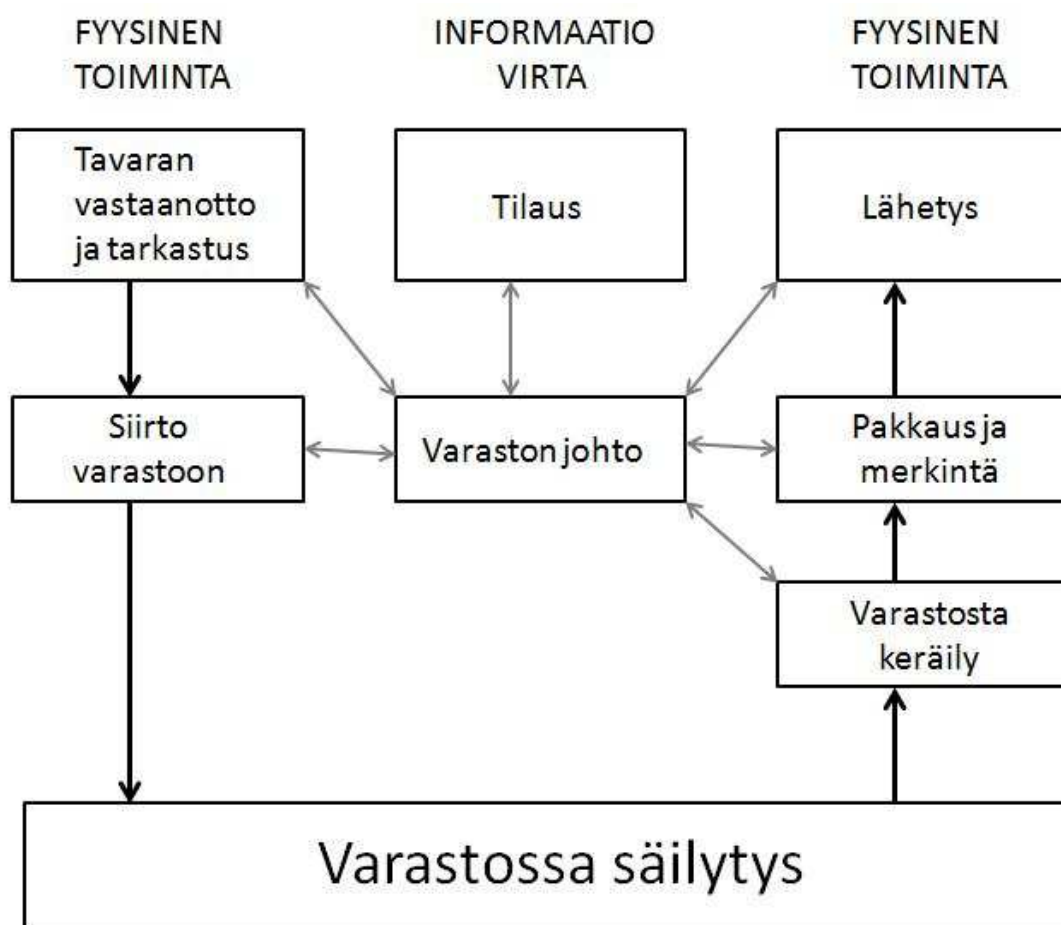 FYYSINEN
TOIMINTA
INFORMAATIO
VIRTA
FYYSINEN
TOIMINTA
Tavaran
vastaanotto
ja tarkastus
Tilaus
Lähetys
Siirto
varastoon
Varaston johto
Pakkaus ja
merkintä
Varastosta
keräily
Varastossa säilytys